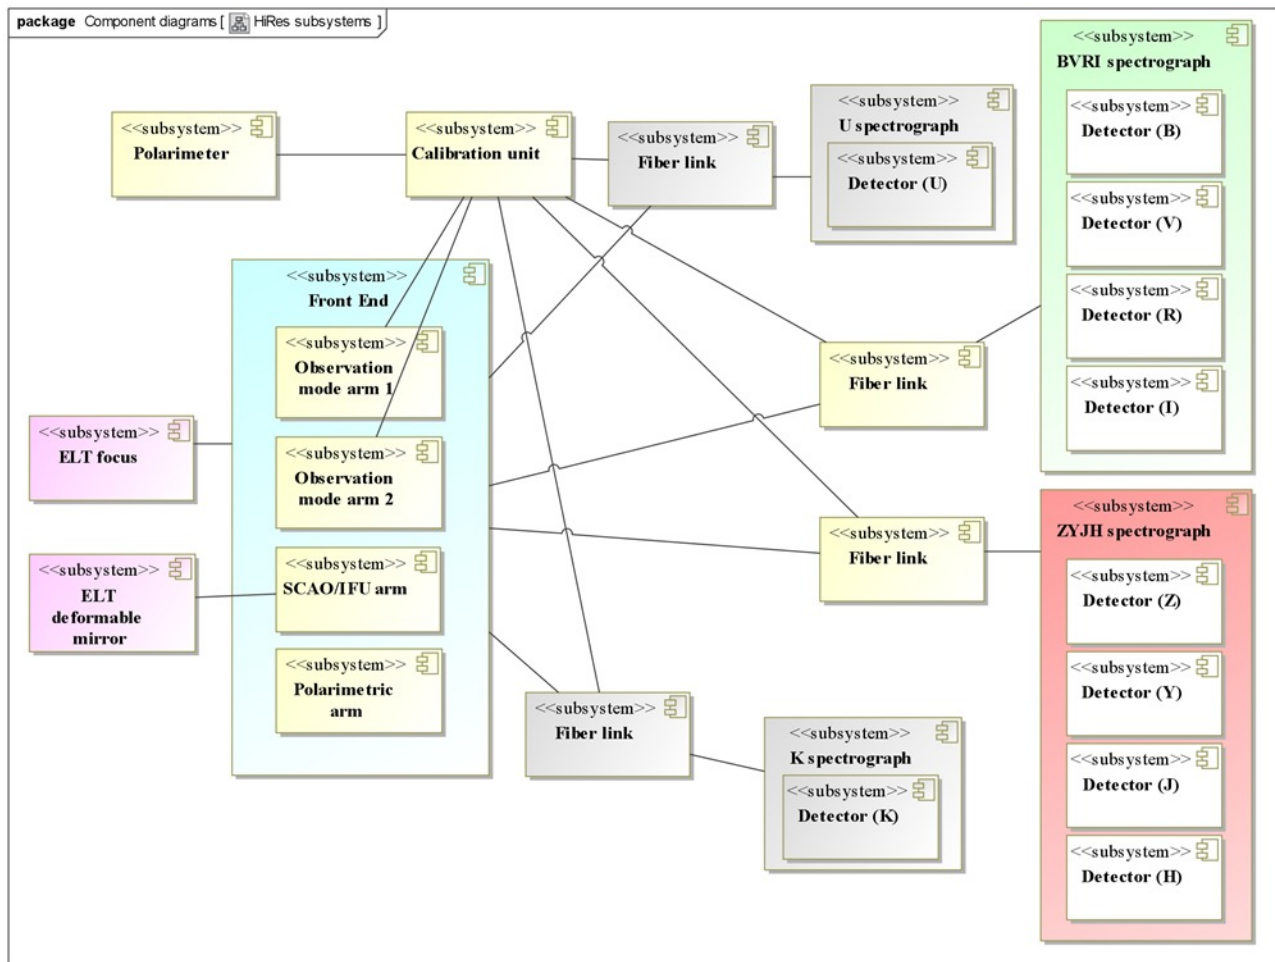 package Component diagrams [ HiRes subsystems ]
<<subsystem>>
Polarimeter
<<subsystem>>
Calibration unit
<<subsystem>>
Fiber link
<<subsystem>>
U spectrograph
<<subsystem>>
Detector (U)
<<subsystem>>
BVRI spectrograph
<<subsystem>>
Detector (B)
<<subsystem>>
Detector (V)
<<subsystem>>
Detector (R)
<<subsystem>>
Detector (I)
<<subsystem>>
Front End
<<subsystem>>
Observation
mode arm 1
<<subsystem>>
Observation
mode arm 2
<<subsystem>>
SCAO/IFU arm
<<subsystem>>
Polarimetric
arm
<<subsystem>>
ELT focus
<<subsystem>>
ELT
deformable
mirror
<<subsystem>>
Fiber link
<<subsystem>>
Fiber link
<<subsystem>>
Fiber link
<<subsystem>>
K spectrograph
<<subsystem>>
Detector (K)
<<subsystem>>
ZYJH spectrograph
<<subsystem>>
Detector (Z)
<<subsystem>>
Detector (Y)
<<subsystem>>
Detector (J)
<<subsystem>>
Detector (H)